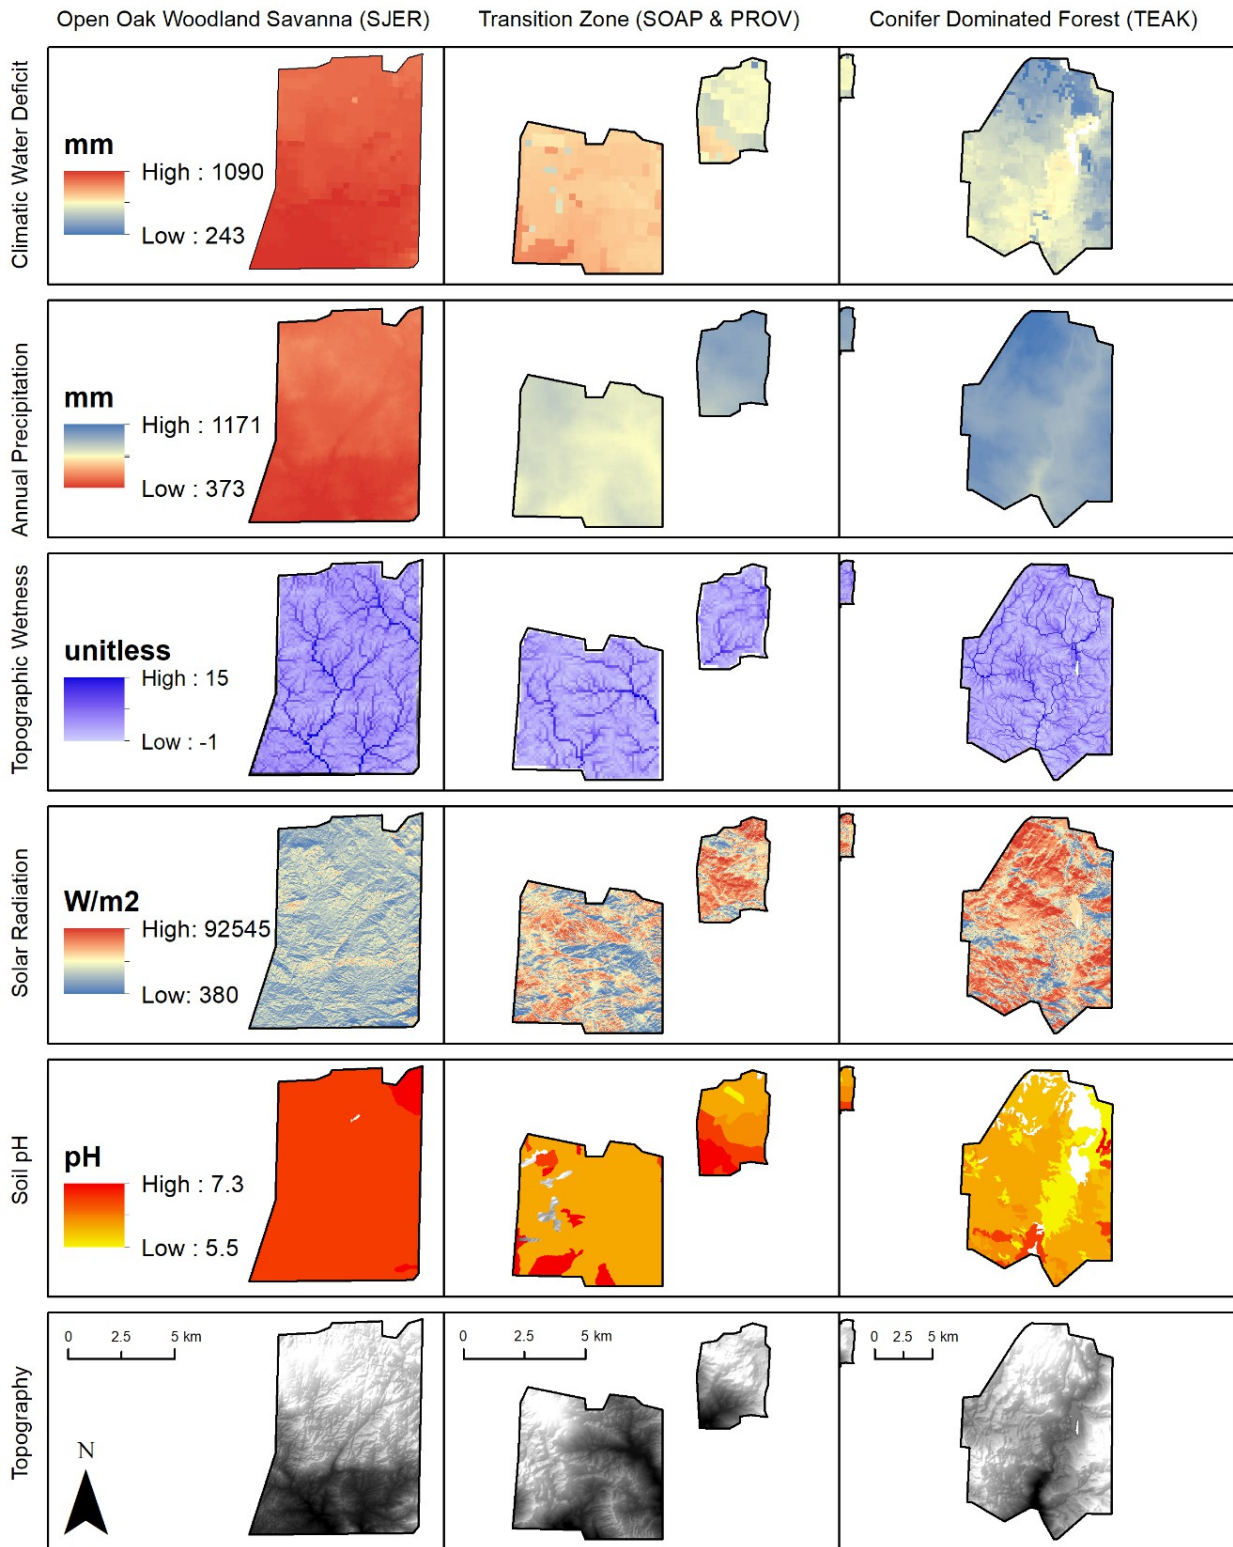 Open Oak Woodland Savanna (SJER)
Transition Zone (SOAP & PROV)
Conifer Dominated Forest (TEAK)
Climatic Water Deficit
mm
High : 1090
Low : 243
Annual Precipitation
mm
High : 1171
Low : 373
Topographic Wetness
unitless
High : 15
Low : -1
Solar Radiation
W/m2
High: 92545
Low: 380
Soil pH
pH
High : 7.3
Low : 5.5
Topography
0 2.5 5 km
0 2.5 5 km
0 2.5 5 km
N